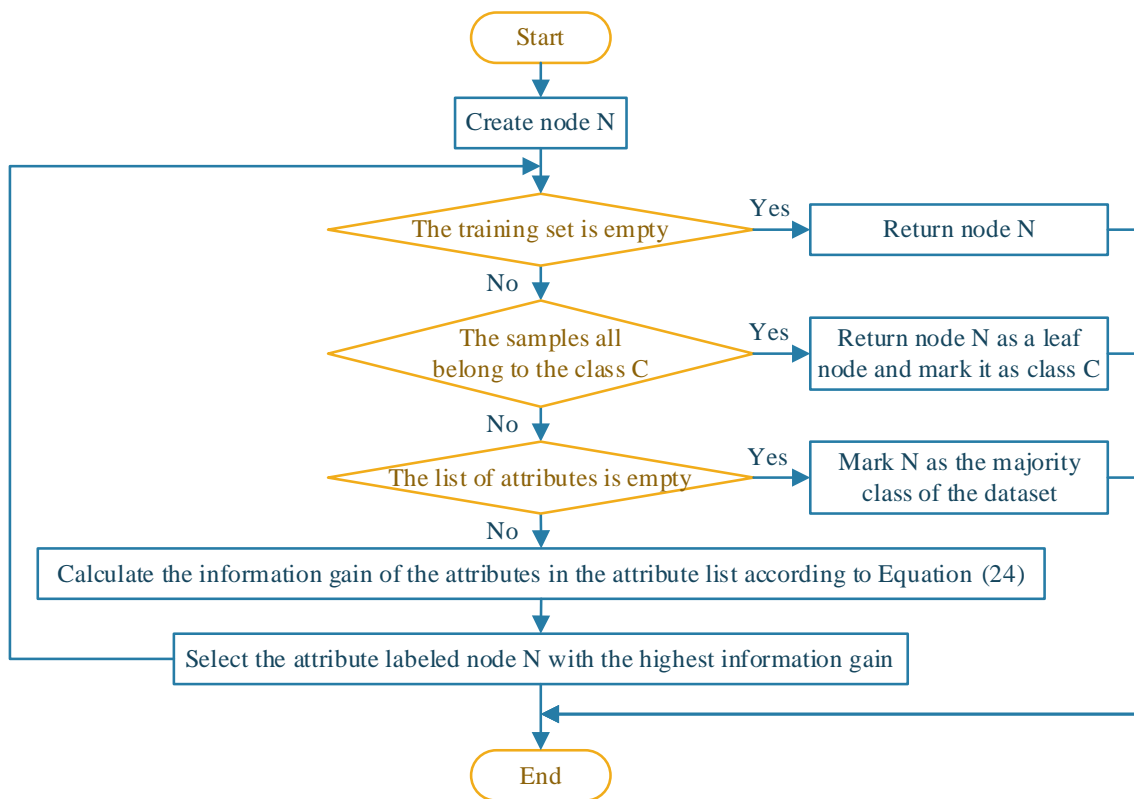 Start
Create node N
The training set is empty
Yes
Return node N
No
The samples all
belong to the class C
Yes
Return node N as a leaf
node and mark it as class C
No
The list of attributes is empty
Yes
Mark N as the majority
class of the dataset
No
Calculate the information gain of the attributes in the attribute list according to Equation (24)
Select the attribute labeled node N with the highest information gain
End